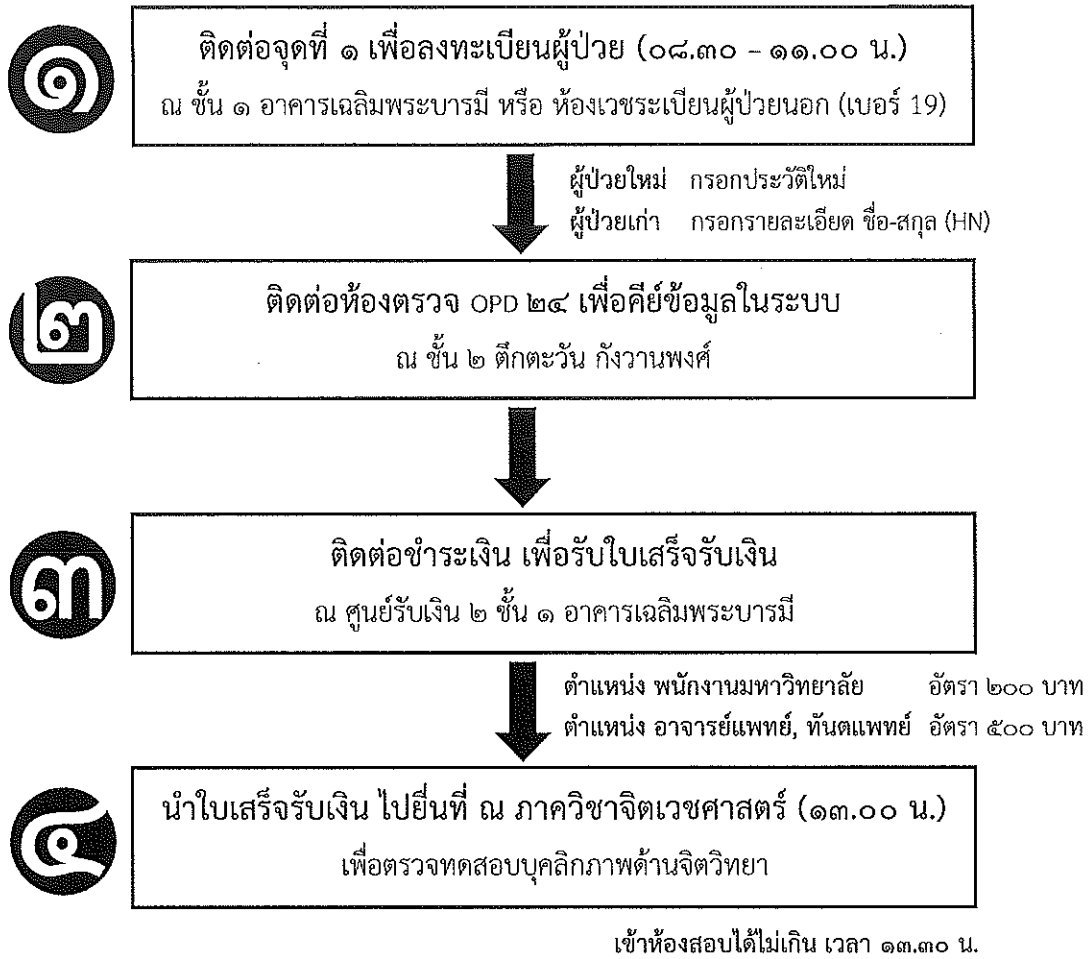 ๑
ติดต่อจุดที่ ๑ เพื่อลงทะเบียนผู้ป่วย (๐๘.๓๐ - ๑๑.๐๐ น.)
ณ ชั้น ๑ อาคารเฉลิมพระบารมี หรือ ห้องเวชระเบียนผู้ป่วยนอก (เบอร์ 19)
ผู้ป่วยใหม่ กรอกประวัติใหม่
ผู้ป่วยเก่า กรอกรายละเอียด ชื่อ-สกุล (HN)
๒
ติดต่อห้องตรวจ OPD ๒๔ เพื่อคีย์ข้อมูลในระบบ
ณ ชั้น ๒ ตึกตะวัน กังวานพงศ์
๓
ติดต่อชำระเงิน เพื่อรับใบเสร็จรับเงิน
ณ ศูนย์รับเงิน ๒ ชั้น ๑ อาคารเฉลิมพระบารมี
ตำแหน่ง พนักงานมหาวิทยาลัย อัตรา ๒๐๐ บาท
ตำแหน่ง อาจารย์แพทย์, ทันตแพทย์ อัตรา ๕๐๐ บาท
๔
นำใบเสร็จรับเงิน ไปยื่นที่ ณ ภาควิชาจิตเวชศาสตร์ (๑๓.๐๐ น.)
เพื่อตรวจทดสอบบุคลิกภาพด้านจิตวิทยา
เข้าห้องสอบได้ไม่เกิน เวลา ๑๓.๓๐ น.